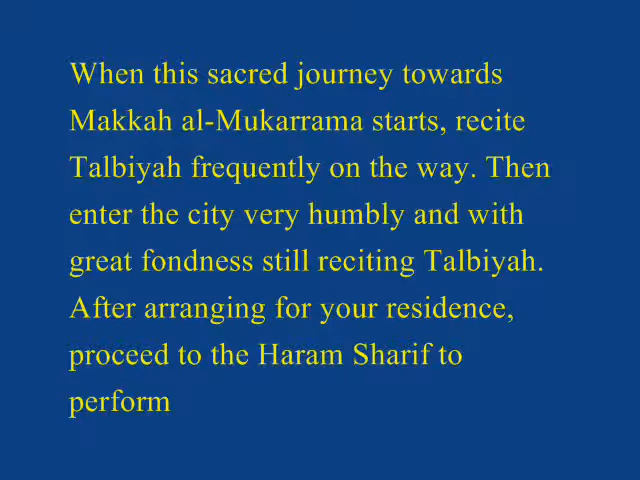 When this sacred journey towards
Makkah al-Mukarrama starts, recite
Talbiyah frequently on the way. Then
enter the city very humbly and with
great fondness still reciting Talbiyah.
After arranging for your residence,
proceed to the Haram Sharif to
perform